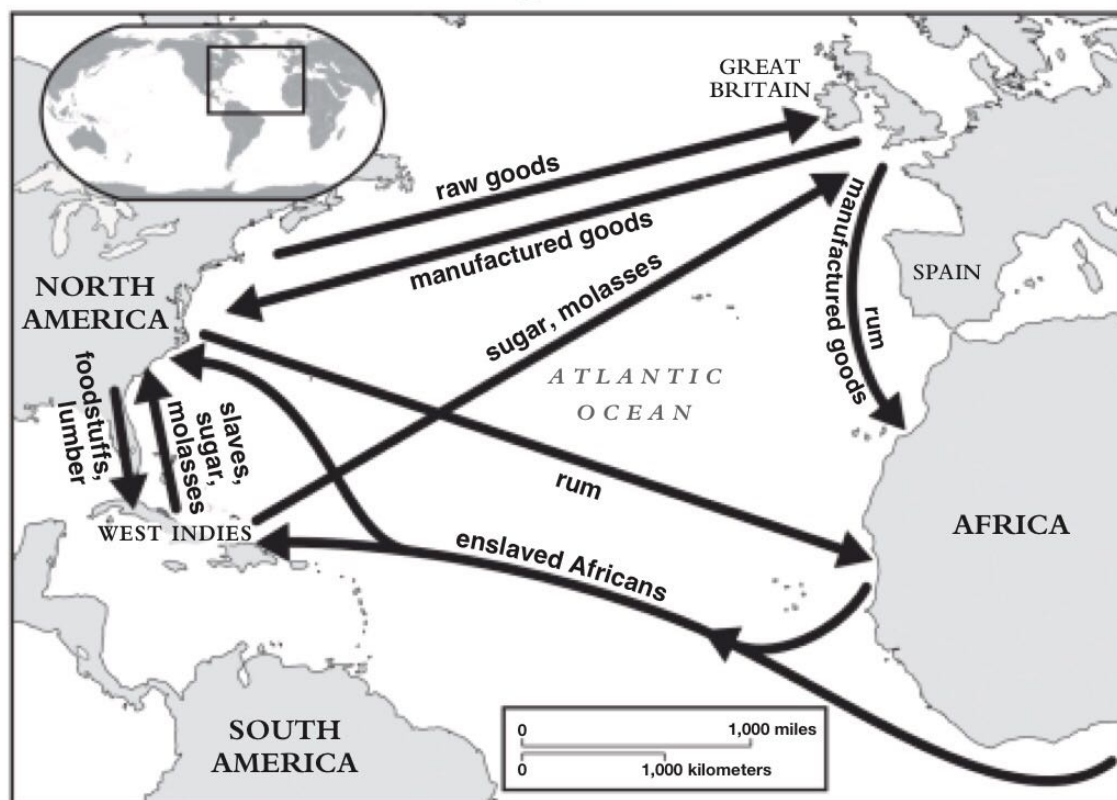 GREAT
BRITAIN
raw goods
manufactured goods
sugar, molasses
manufactured goods
rum
SPAIN
NORTH
AMERICA
ATLANTIC
OCEAN
foodstuffs,
lumber
slaves,
sugar,
molasses
rum
WEST INDIES
AFRICA
enslaved Africans
SOUTH
AMERICA
0 1,000 miles
0 1,000 kilometers